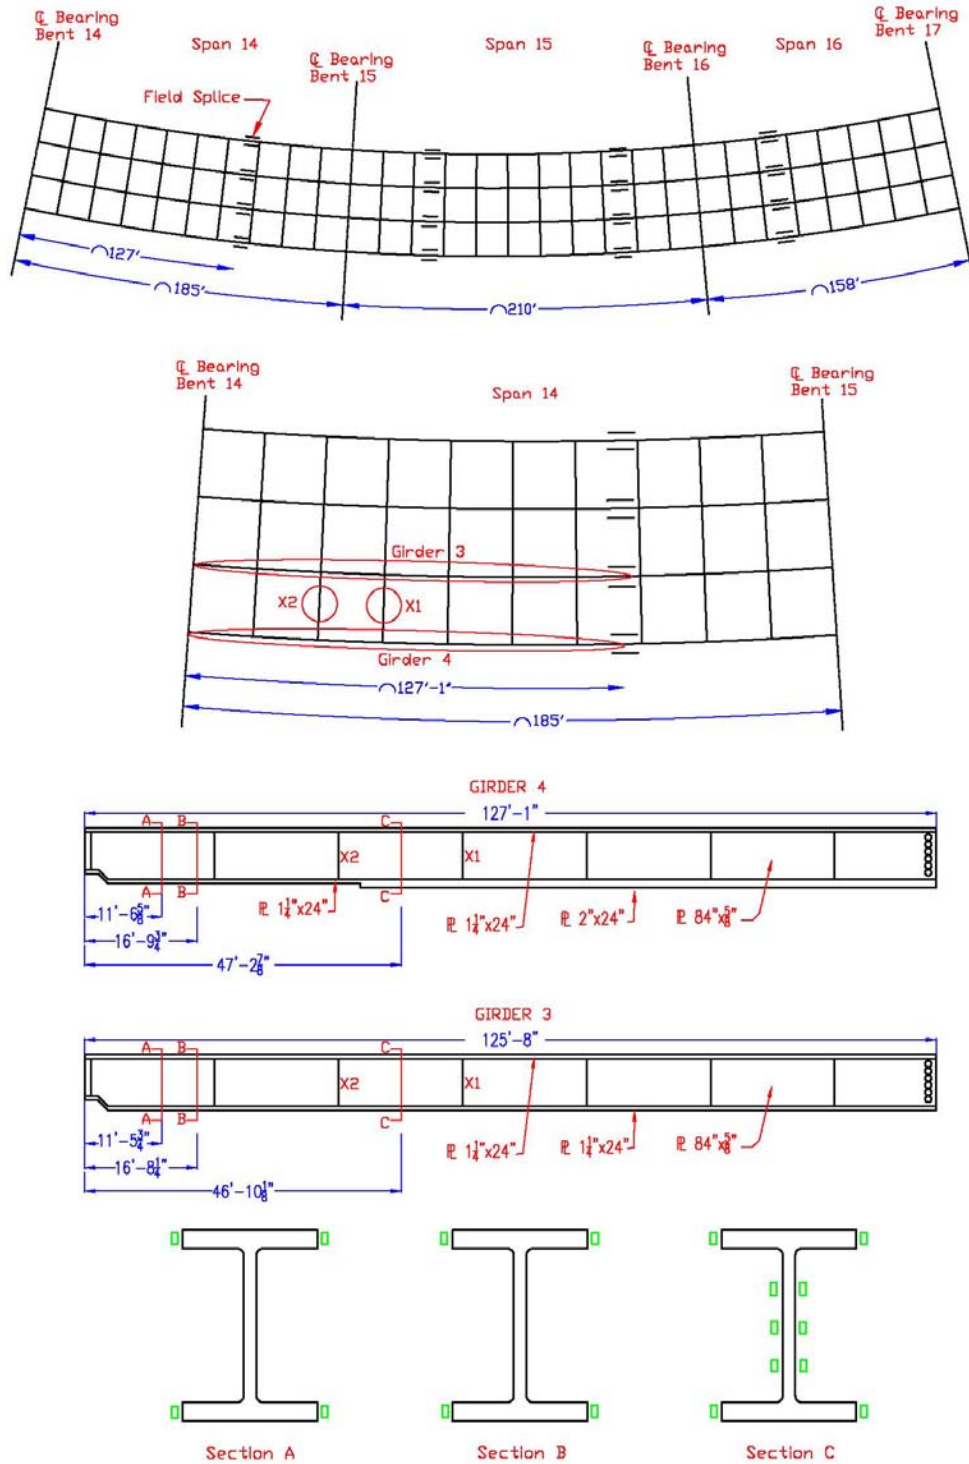 ℄ Bearing
Bent 14
Span 14
℄ Bearing
Bent 15
Span 15
℄ Bearing
Bent 16
Span 16
℄ Bearing
Bent 17
Field Splice
127'
185'
210'
158'
℄ Bearing
Bent 14
Span 14
℄ Bearing
Bent 15
Girder 3
X2
X1
Girder 4
127'-1"
185'
GIRDER 4
127'-1"
A
B
C
X2
X1
A
B
C
11'-6⅝"
16'-9¾"
47'-2⅞"
℄ 1¼"x24"
℄ 1¼"x24"
℄ 2"x24"
℄ 84"x⅝"
GIRDER 3
125'-8"
A
B
C
X2
X1
A
B
C
11'-5¾"
16'-8¼"
46'-10⅛"
℄ 1¼"x24"
℄ 1¼"x24"
℄ 84"x⅝"
Section A
Section B
Section C